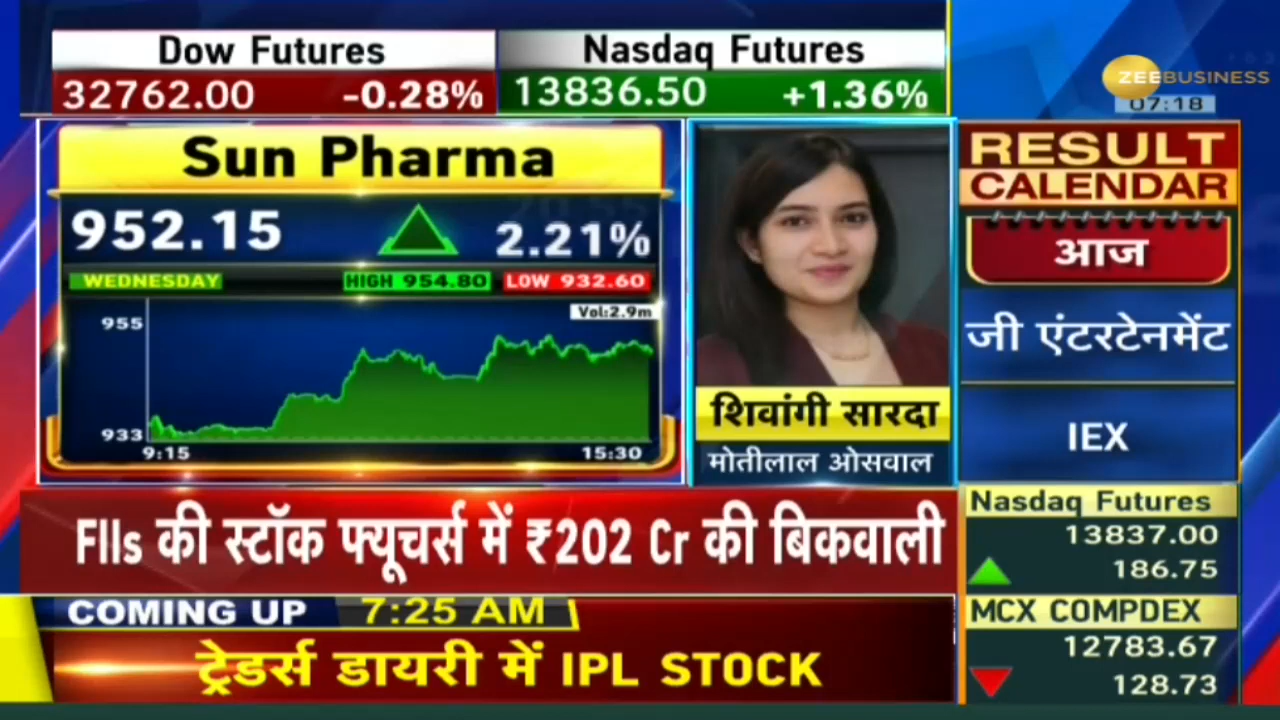 Dow Futures
32762.00 -0.28%
Nasdaq Futures
13836.50 +1.36%
ZEEBUSINESS
07:18
Sun Pharma
952.15 2.21%
WEDNESDAY HIGH 954.80 LOW 932.60
Vol:2.9m
955
933
9:15 15:30
शिवांगी सारदा
मोतीलाल ओसवाल
RESULT
CALENDAR
आज
जी एंटरटेनमेंट
IEX
FIIs की स्टॉक फ्यूचर्स में ₹202 Cr की बिकवाली
COMING UP 7:25 AM
ट्रेडर्स डायरी में IPL STOCK
Nasdaq Futures
13837.00
186.75
MCX COMPDEX
12783.67
128.73